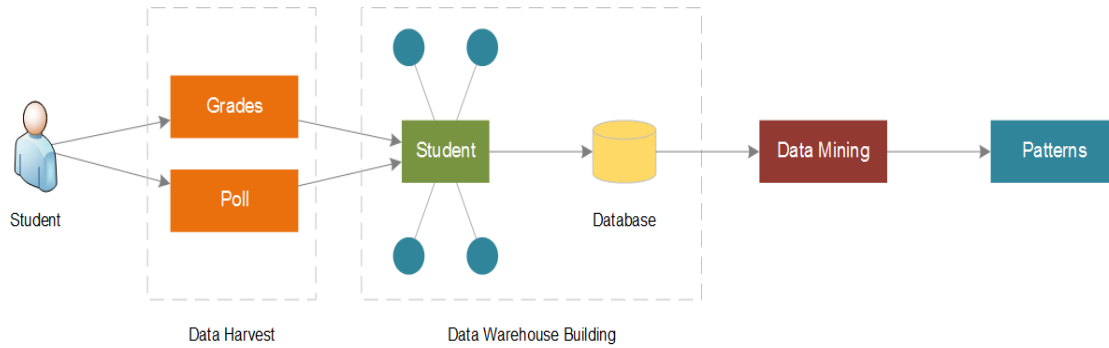 Grades
Poll
Student
Student
Database
Data Mining
Patterns
Data Harvest
Data Warehouse Building